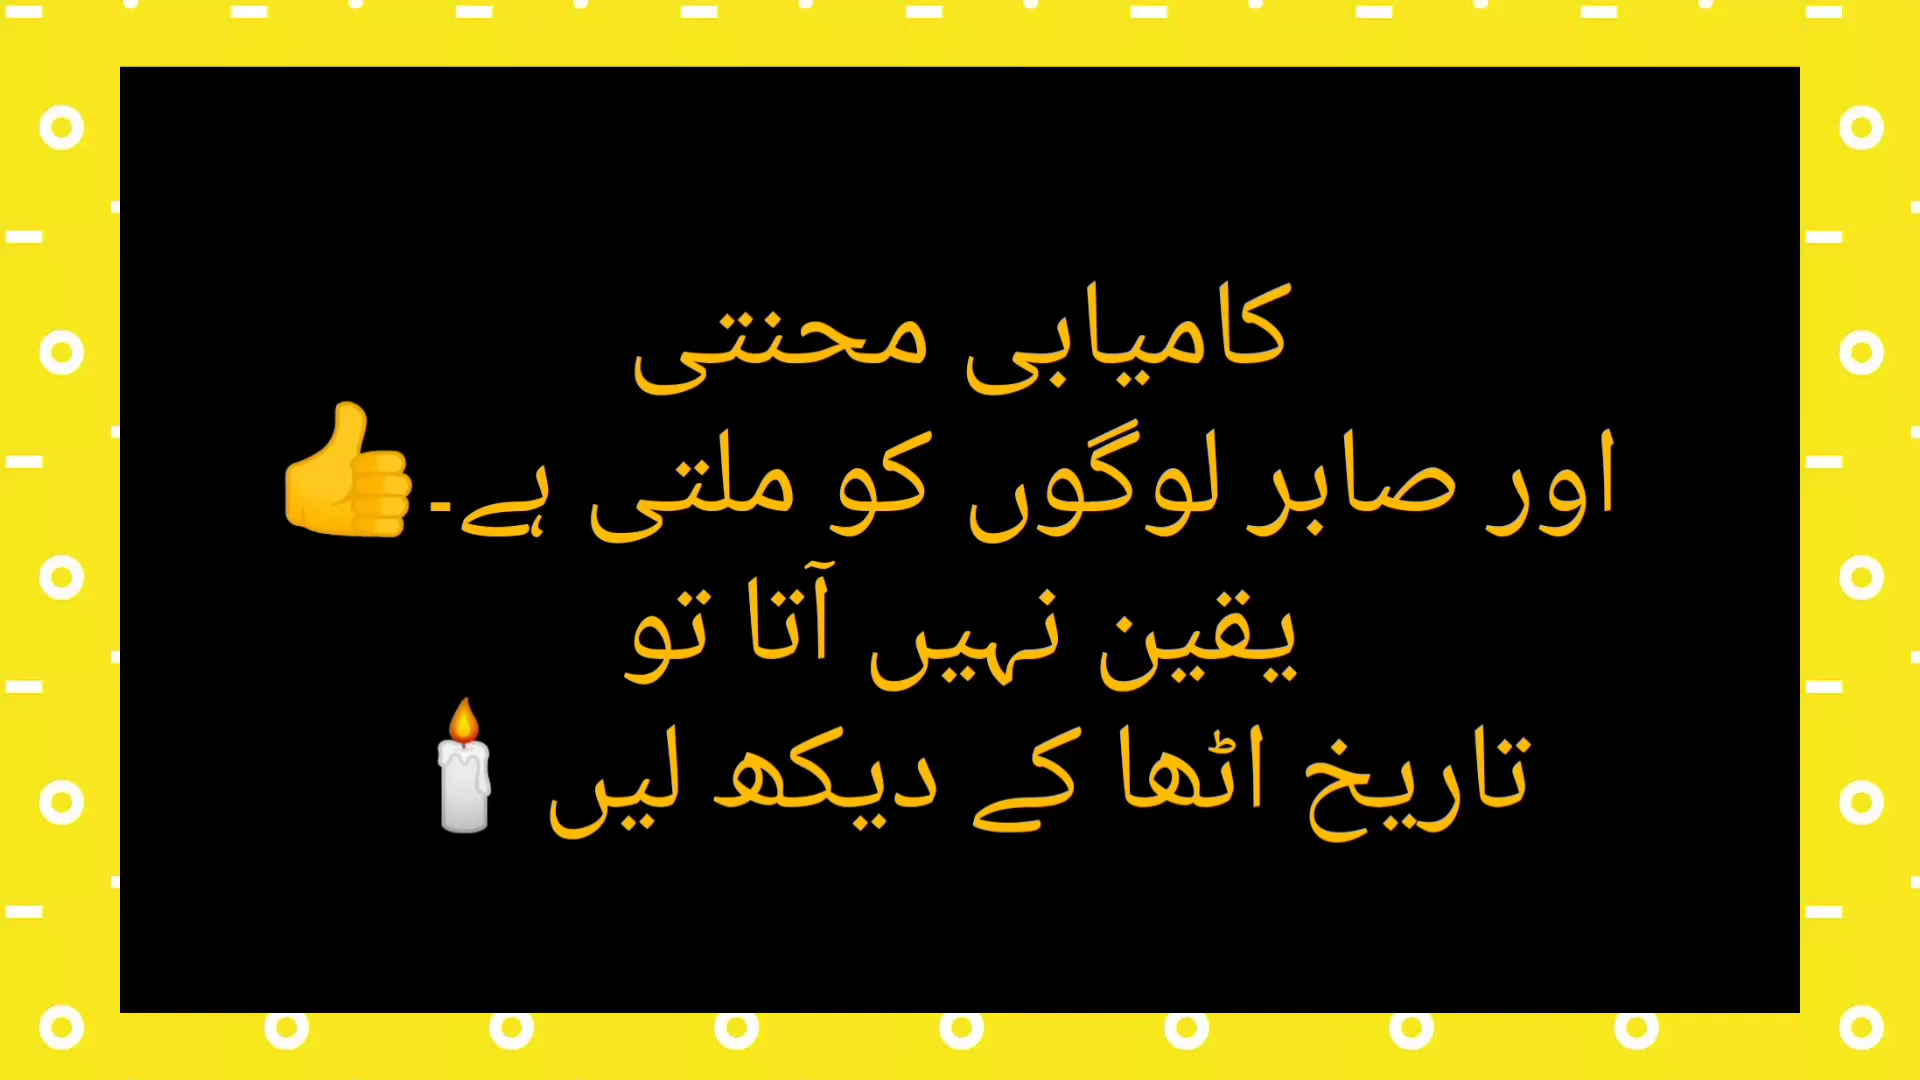 کامیابی محنتی
اور صابر لوگوں کو ملتی ہے۔👍
یقین نہیں آتا تو
تاریخ اٹھا کے دیکھ لیں 🕯️